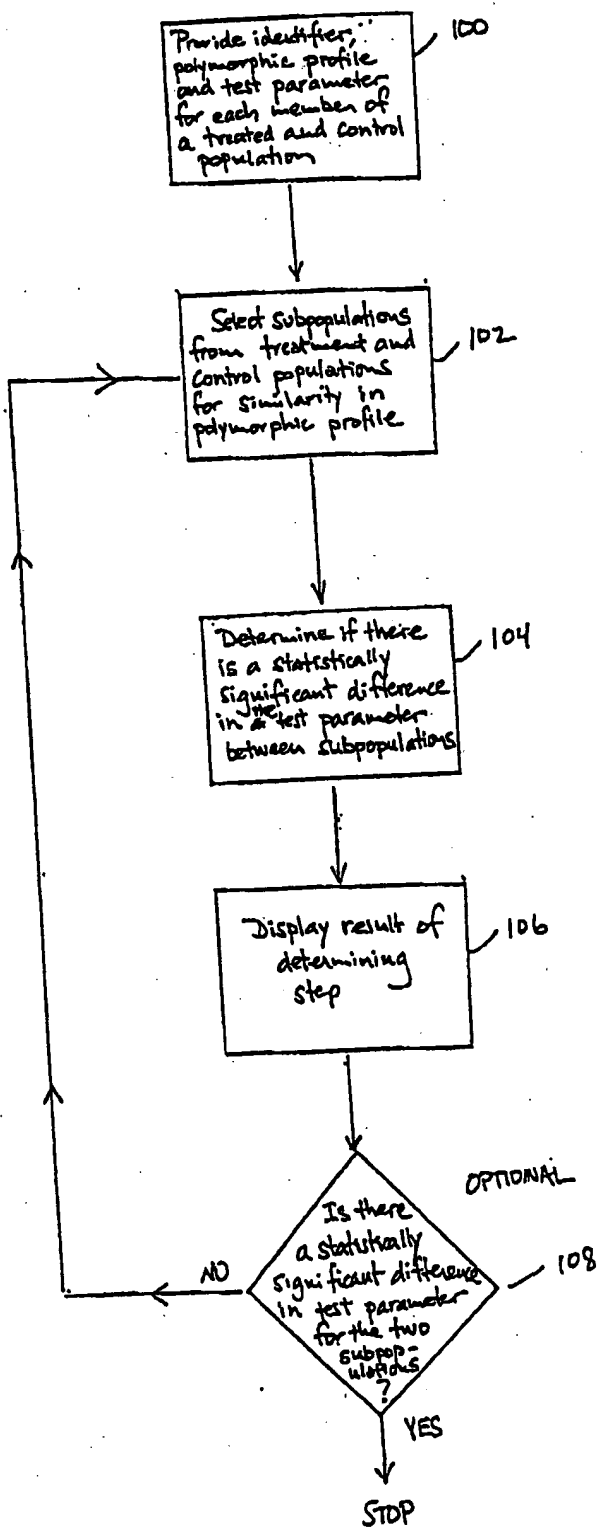 Provide identifier,
polymorphic profile
and test parameter
for each member of
a treated and control
population
100
Select subpopulations
from treatment and
control populations
for similarity in
polymorphic profile
102
Determine if there
is a statistically
significant difference
in the test parameter
between subpopulations
104
Display result of
determining
step
106
OPTIONAL
Is there
a statistically
significant difference
in test parameter
for the two
subpop-
ulations
?
108
NO
YES
STOP